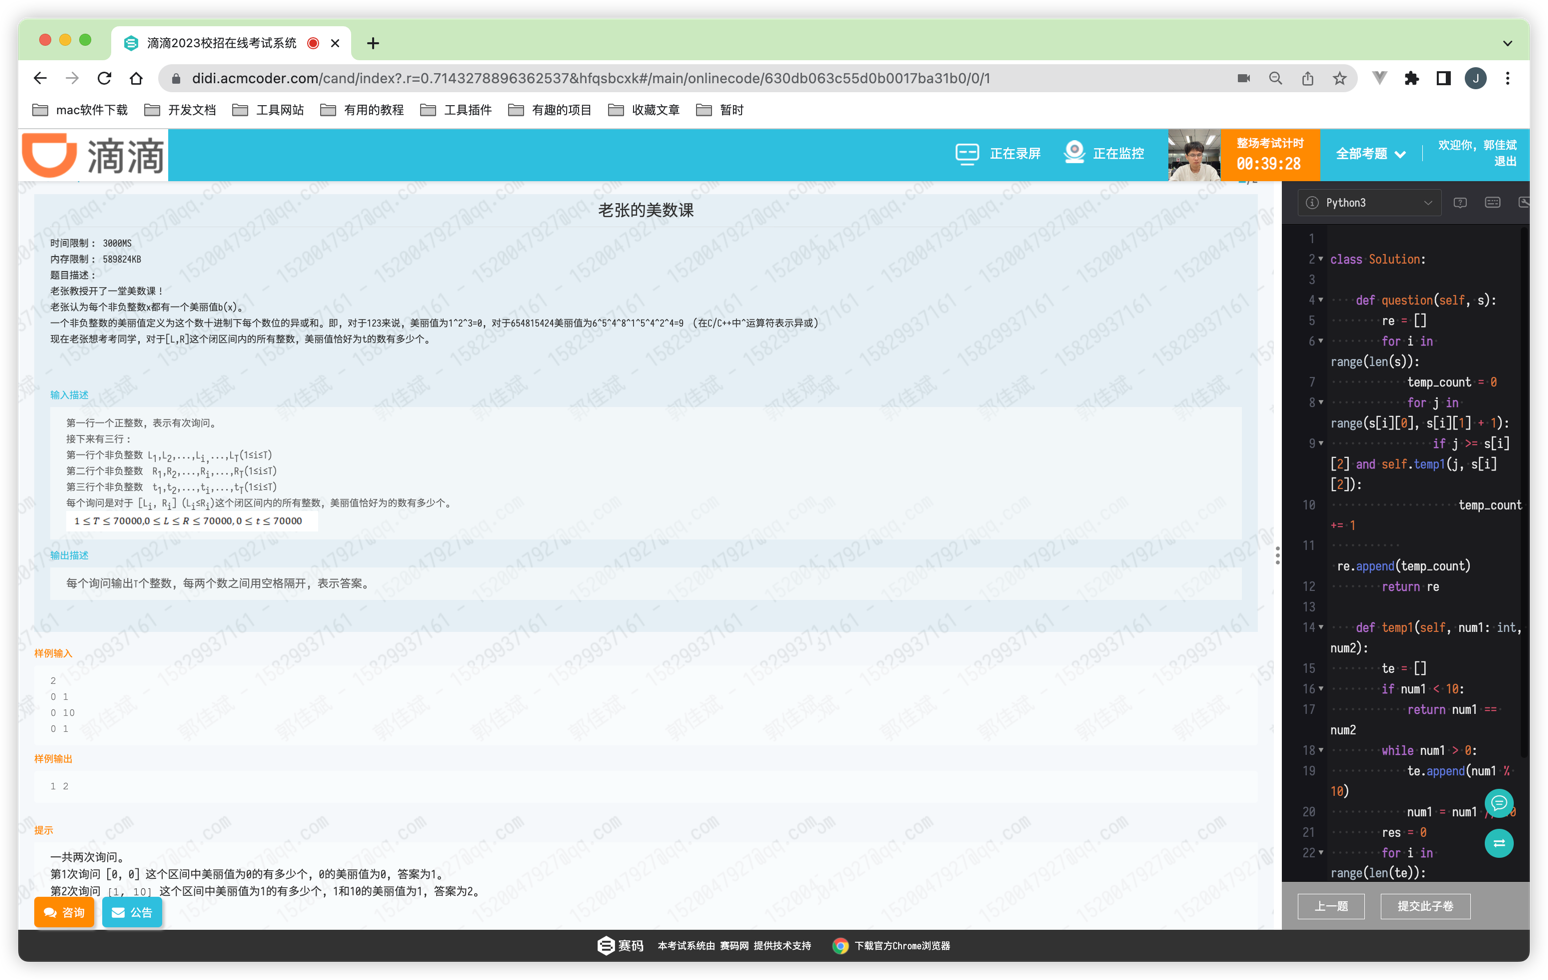 滴滴2023校招在线考试系统
didi.acmcoder.com/cand/index?.r=0.7143278896362537&hfqsbcxk#/main/onlinecode/630db063c55d0b0017ba31b0/0/1
J
mac软件下载 开发文档 工具网站 有用的教程 工具插件 有趣的项目 收藏文章 暂时
滴滴
正在录屏
正在监控
整场考试计时
00:39:28
全部考题
欢迎你，郭佳斌
退出
老张的美数课
时间限制： 3000MS
内存限制： 589824KB
题目描述：
老张教授开了一堂美数课！
老张认为每个非负整数x都有一个美丽值b(x)。
一个非负整数的美丽值定义为这个数十进制下每个数位的异或和。即，对于123来说，美丽值为1^2^3=0，对于654815424美丽值为6^5^4^8^1^5^4^2^4=9 （在C/C++中^运算符表示异或）
现在老张想考考同学，对于[L,R]这个闭区间内的所有整数，美丽值恰好为t的数有多少个。
输入描述
第一行一个正整数，表示有次询问。
接下来有三行：
第一行个非负整数 L1,L2,...,Li,...,LT(1≤i≤T)
第二行个非负整数 R1,R2,...,Ri,...,RT(1≤i≤T)
第三行个非负整数 t1,t2,...,ti,...,tT(1≤i≤T)
每个询问是对于 [Li, Ri] (Li≤Ri)这个闭区间内的所有整数，美丽值恰好为的数有多少个。
1 ≤ T ≤ 70000,0 ≤ L ≤ R ≤ 70000, 0 ≤ t ≤ 70000
输出描述
每个询问输出T个整数，每两个数之间用空格隔开，表示答案。
样例输入
2
0 1
0 10
0 1
样例输出
1 2
提示
一共两次询问。
第1次询问 [0, 0] 这个区间中美丽值为0的有多少个，0的美丽值为0，答案为1。
第2次询问 [1, 10] 这个区间中美丽值为1的有多少个，1和10的美丽值为1，答案为2。
咨询
公告
Python3
1
2 class Solution:
3
4 def question(self, s):
5 re = []
6 for i in
range(len(s)):
7 temp_count = 0
8 for j in
range(s[i][0], s[i][1] + 1):
9 if j >= s[i]
[2] and self.temp1(j, s[i]
[2]):
10 temp_count
+= 1
11
re.append(temp_count)
12 return re
13
14 def temp1(self, num1: int,
num2):
15 te = []
16 if num1 < 10:
17 return num1 ==
num2
18 while num1 > 0:
19 te.append(num1 %
10)
20 num1 = num1
21 res = 0
22 for i in
range(len(te)):
上一题
提交此子卷
赛码 本考试系统由 赛码网 提供技术支持 下载官方Chrome浏览器
郭佳斌 - 15829937161 - 1520047927@qq.com